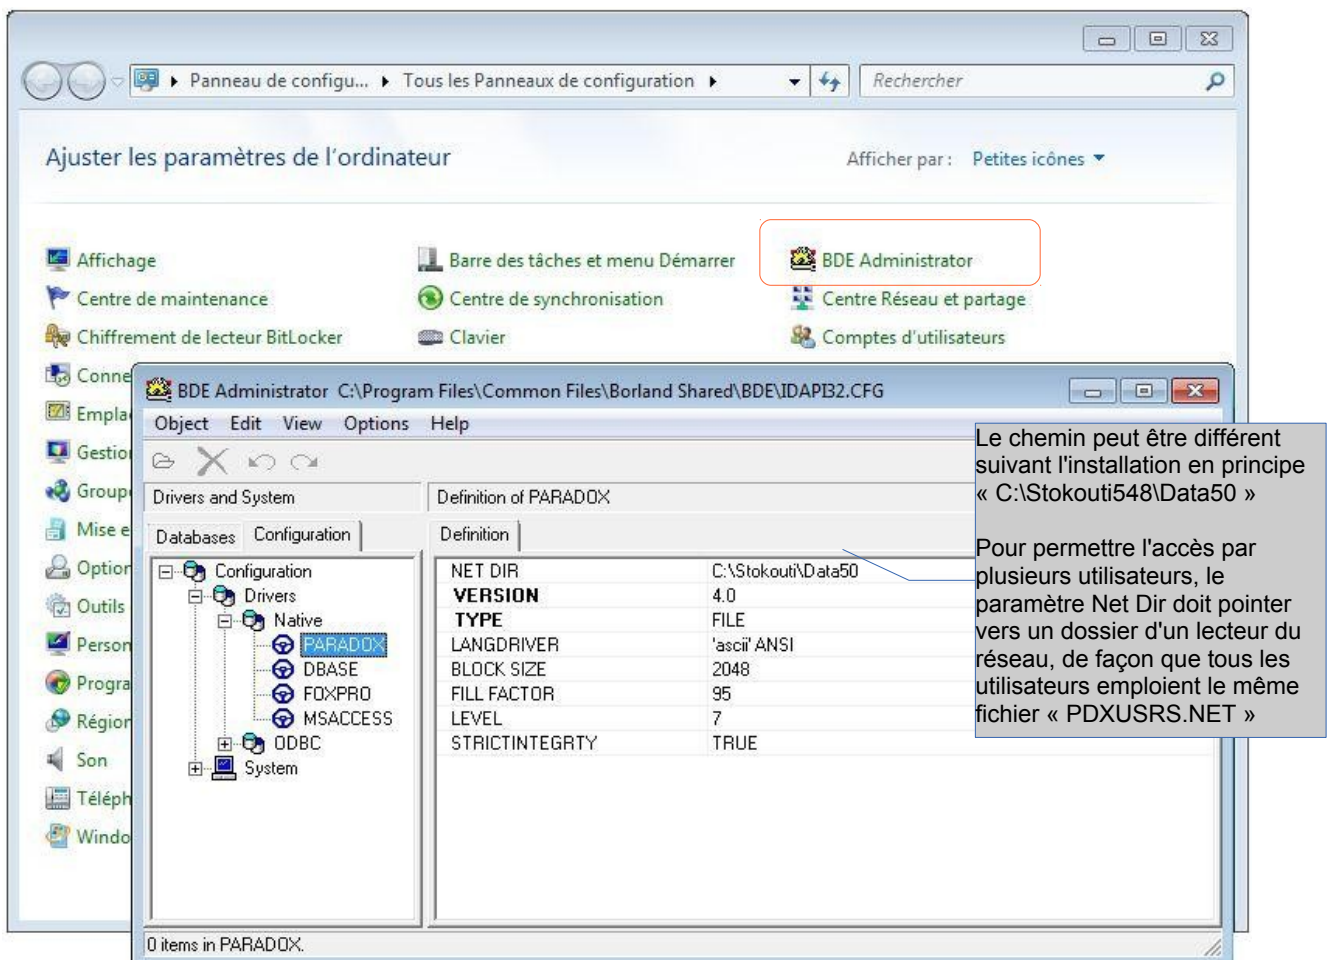 Panneau de configu... Tous les Panneaux de configuration Rechercher
Ajuster les paramètres de l'ordinateur
Afficher par : Petites icônes
Affichage
Barre des tâches et menu Démarrer
BDE Administrator
Centre de maintenance
Centre de synchronisation
Centre Réseau et partage
Chiffrement de lecteur BitLocker
Clavier
Comptes d'utilisateurs
Conne
Empla
Gestion
Group
Mise e
Option
Outils
Person
Progra
Région
Son
Téléph
Windo
BDE Administrator C:\Program Files\Common Files\Borland Shared\BDE\IDAPI32.CFG
Object Edit View Options Help
Drivers and System
Definition of PARADOX
Databases Configuration
Definition
Configuration
Drivers
Native
PARADOX
DBASE
FOXPRO
MSACCESS
ODBC
System
NET DIR C:\Stokouti\Data50
VERSION 4.0
TYPE FILE
LANGDRIVER 'ascii' ANSI
BLOCK SIZE 2048
FILL FACTOR 95
LEVEL 7
STRICTINTEGRTY TRUE
0 items in PARADOX.
Le chemin peut être différent
suivant l'installation en principe
« C:\Stokouti548\Data50 »
Pour permettre l'accès par
plusieurs utilisateurs, le
paramètre Net Dir doit pointer
vers un dossier d'un lecteur du
réseau, de façon que tous les
utilisateurs emploient le même
fichier « PDXUSRS.NET »